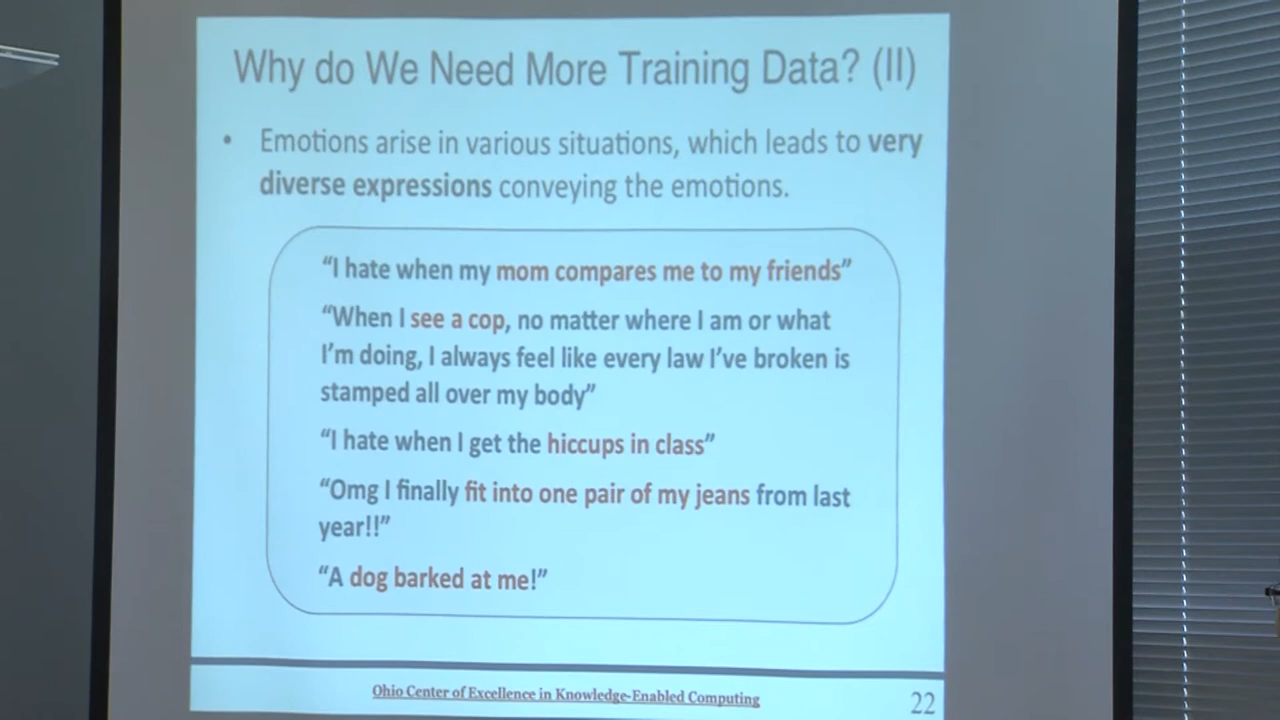 Why do We Need More Training Data? (II)
• Emotions arise in various situations, which leads to very
diverse expressions conveying the emotions.
“I hate when my mom compares me to my friends”
“When I see a cop, no matter where I am or what
I’m doing, I always feel like every law I’ve broken is
stamped all over my body”
“I hate when I get the hiccups in class”
“Omg I finally fit into one pair of my jeans from last
year!!”
“A dog barked at me!”
Ohio Center of Excellence in Knowledge-Enabled Computing
22